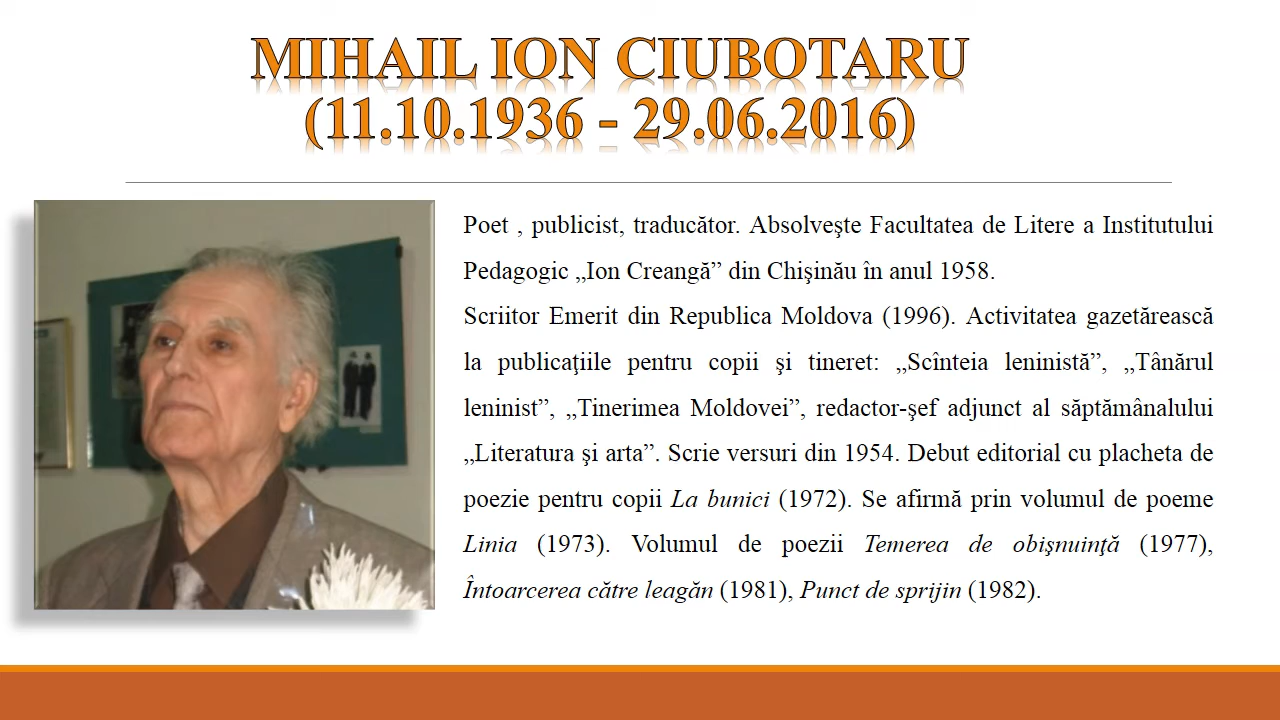 MIHAIL ION CIUBOTARU
(11.10.1936 - 29.06.2016)
Poet , publicist, traducător. Absolveşte Facultatea de Litere a Institutului
Pedagogic „Ion Creangă” din Chişinău în anul 1958.
Scriitor Emerit din Republica Moldova (1996). Activitatea gazetărească
la publicaţiile pentru copii şi tineret: „Scînteia leninistă”, „Tânărul
leninist”, „Tinerimea Moldovei”, redactor-şef adjunct al săptămânalului
„Literatura şi arta”. Scrie versuri din 1954. Debut editorial cu placheta de
poezie pentru copii La bunici (1972). Se afirmă prin volumul de poeme
Linia (1973). Volumul de poezii Temerea de obişnuinţă (1977),
Întoarcerea către leagăn (1981), Punct de sprijin (1982).